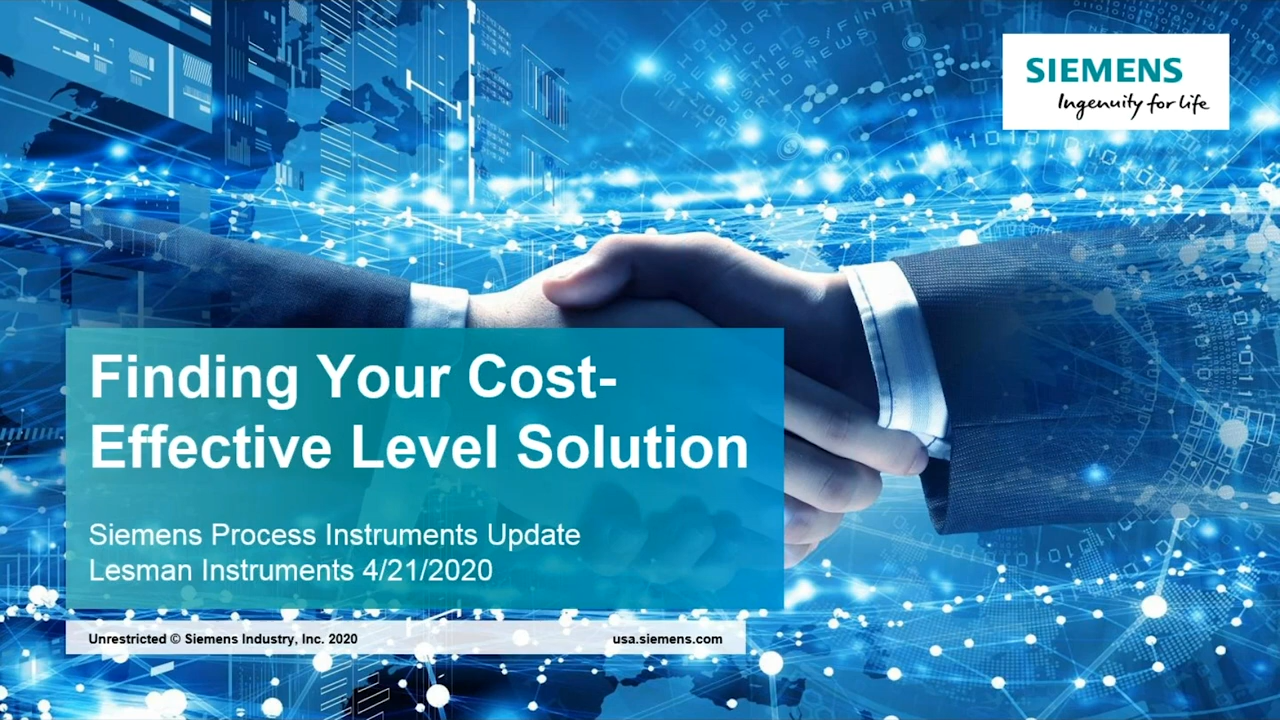 SIEMENS
Ingenuity for life
Finding Your Cost-
Effective Level Solution
Siemens Process Instruments Update
Lesman Instruments 4/21/2020
Unrestricted © Siemens Industry, Inc. 2020
usa.siemens.com